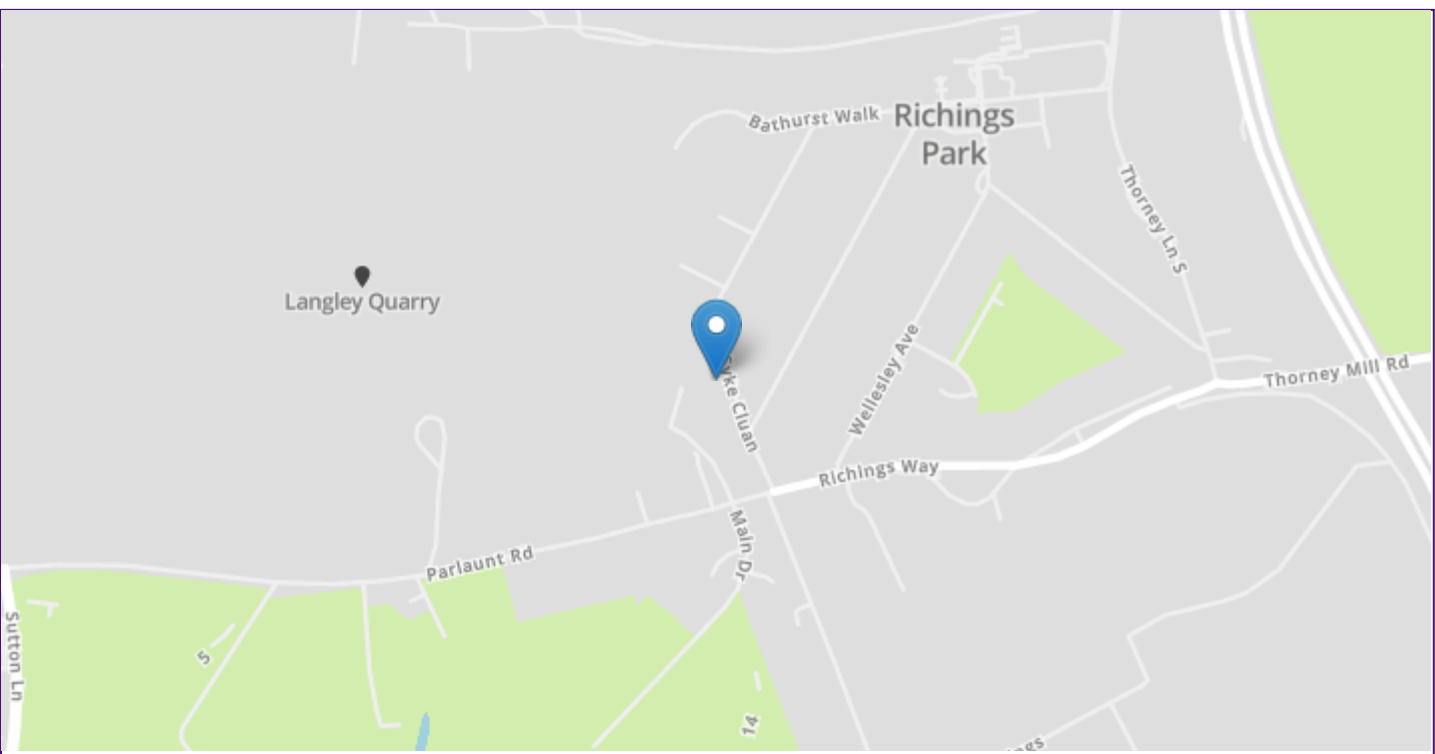 Bathurst Walk
Richings
Park
Thorney Ln S
Langley Quarry
Cluan
Wellesley Ave
Thorney Mill Rd
Richings Way
Main Dr
Parlaunt Rd
Sutton Ln
5
14